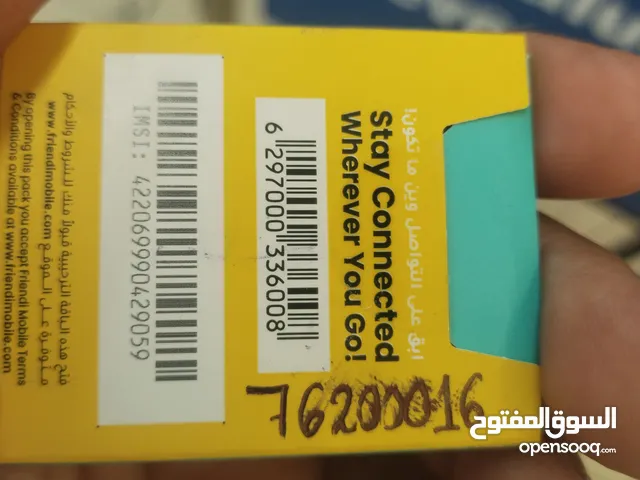 ابق على التواصل وين ما تكون!
Stay Connected
Wherever You Go!
6 297000 336008
IMSI: 422069990429059
فتح هذه الباقة الترحيبية قبولاً منك للشروط والأحكام
متوفرة على الموقع www.friendimobile.com
By opening this pack you accept Friendi Mobile Terms
& Conditions available at www.friendimobile.com
76200016
السوق المفتوح
opensooq.com